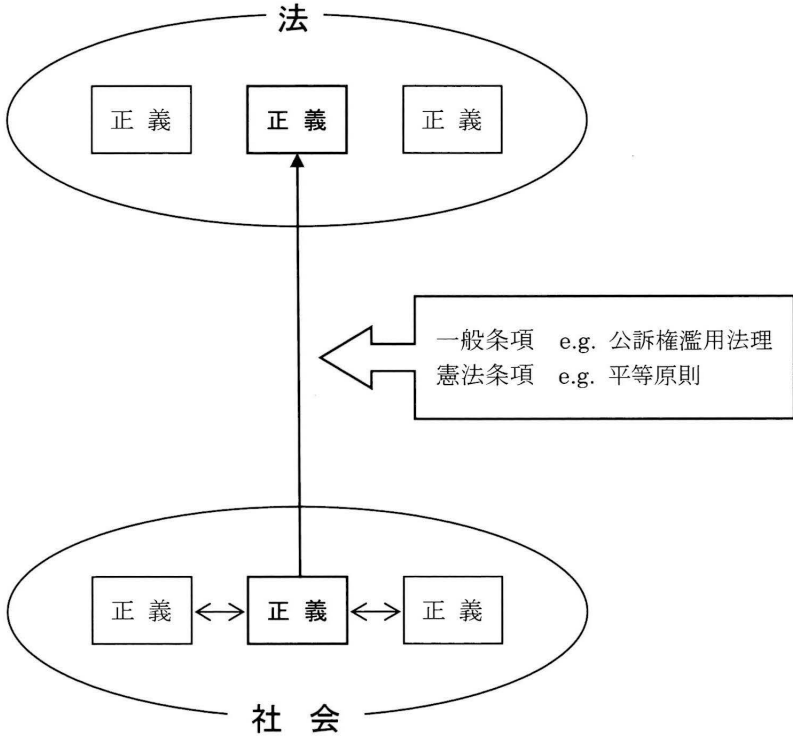 法
正 義 正 義 正 義
一般条項 e.g. 公訴権濫用法理
憲法条項 e.g. 平等原則
正 義 正 義 正 義
社 会